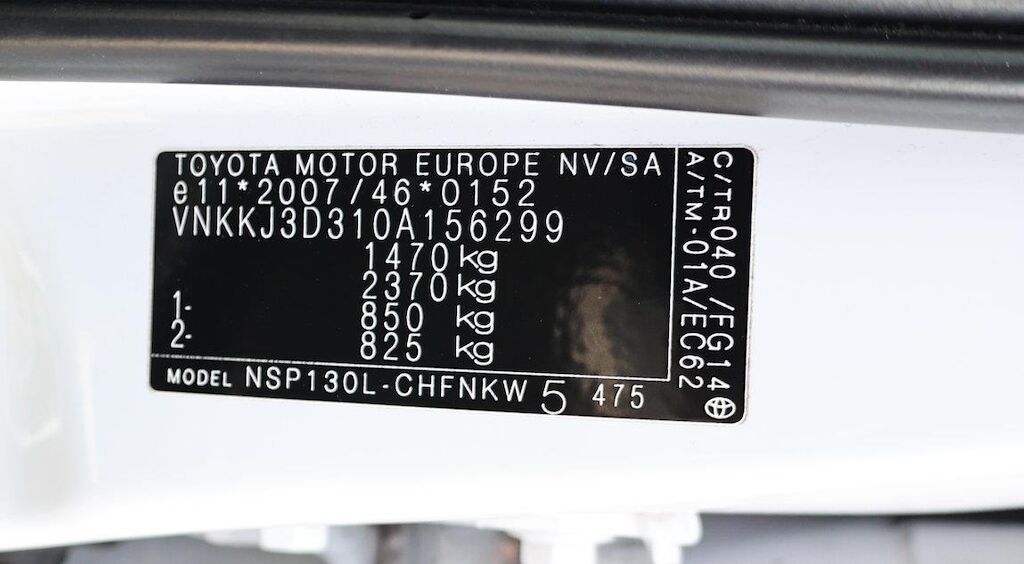 TOYOTA MOTOR EUROPE NV/SA
e11*2007/46*0152
VNKKJ3D310A156299
1470 kg
2370 kg
1- 850 kg
2- 825 kg
MODEL NSP130L-CHFNKW 5 475
C/TR040 /FG14
A/TM-01A/EC62